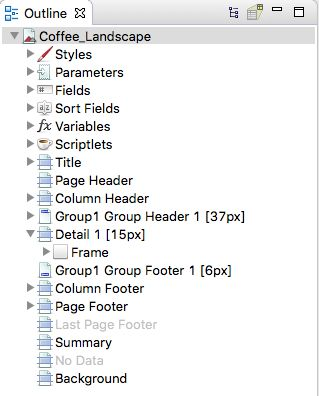 Outline
Coffee_Landscape
Styles
Parameters
Fields
Sort Fields
fx Variables
Scriptlets
Title
Page Header
Column Header
Group1 Group Header 1 [37px]
Detail 1 [15px]
Frame
Group1 Group Footer 1 [6px]
Column Footer
Page Footer
Last Page Footer
Summary
No Data
Background